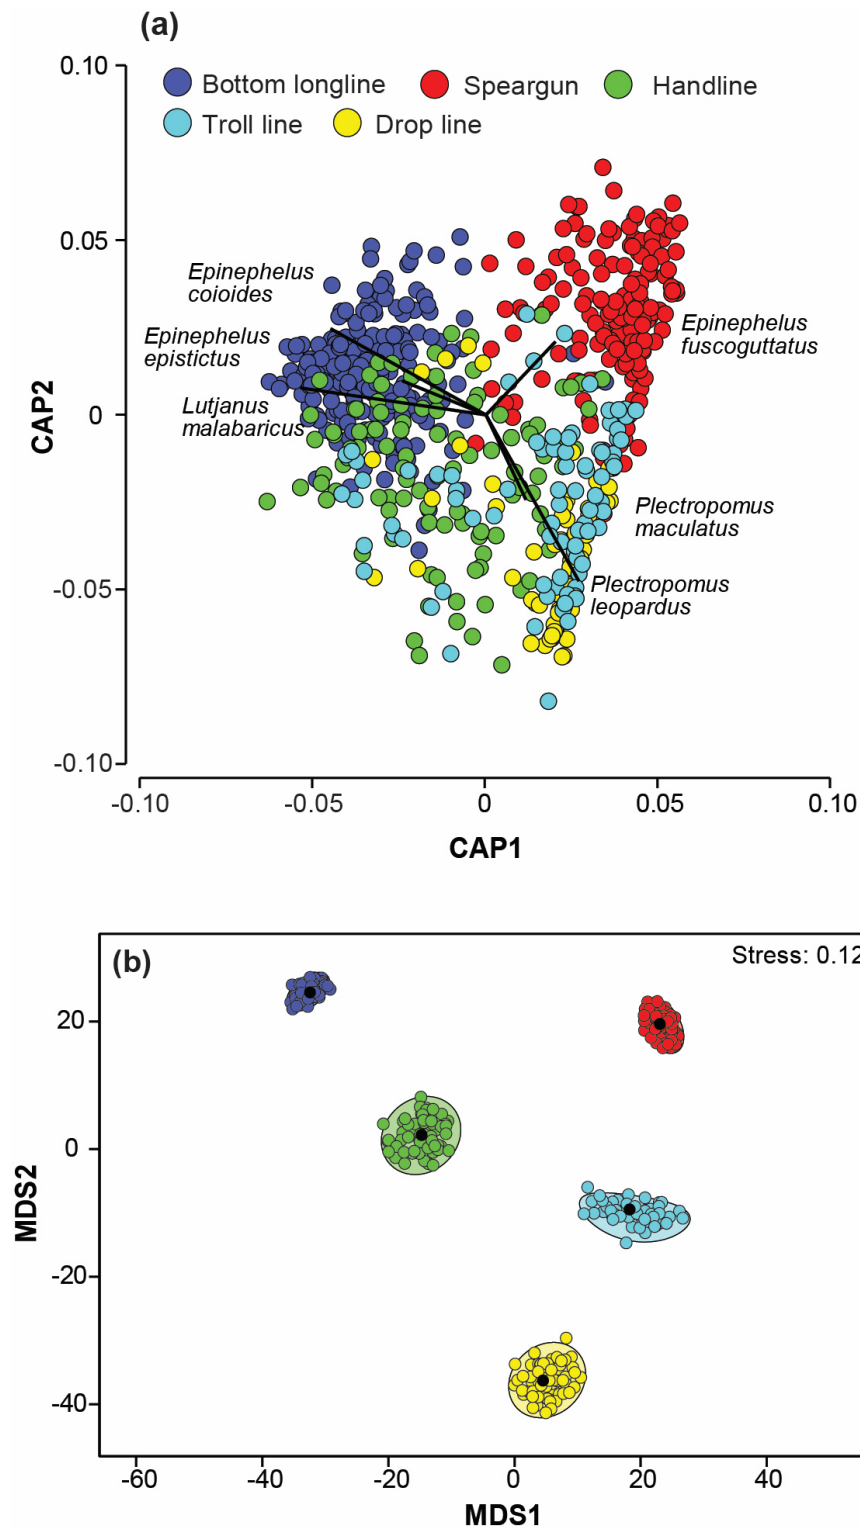 (a)
0.10
Bottom longline Speargun Handline
Troll line Drop line
0.05
Epinephelus
coioides
Epinephelus
epistictus
Epinephelus
fuscoguttatus
Lutjanus
malabaricus
CAP2
0
Plectropomus
maculatus
Plectropomus
leopardus
-0.05
-0.10
-0.10 -0.05 0 0.05 0.10
CAP1
(b)
Stress: 0.12
20
0
MDS2
-20
-40
-60 -40 -20 0 20 40
MDS1